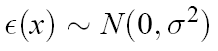 ϵ(x) ∼ N(0, σ²)